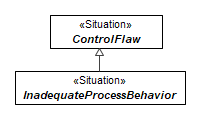 «Situation»
ControlFlaw
«Situation»
InadequateProcessBehavior